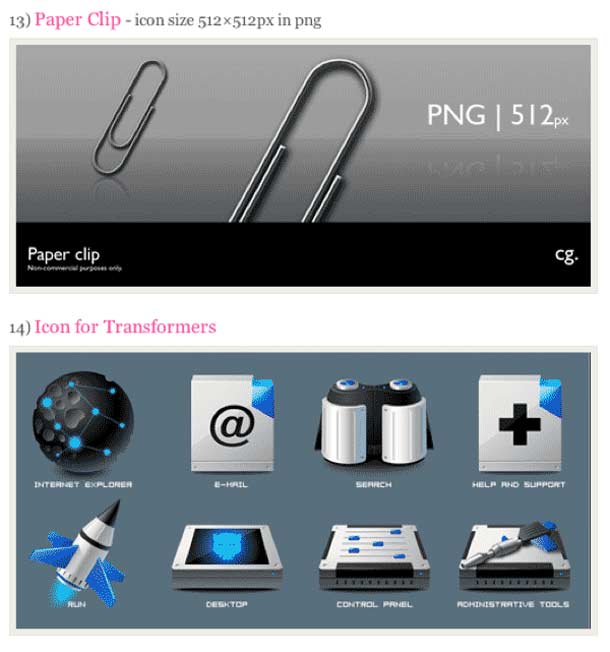 13) Paper Clip - icon size 512×512px in png
PNG | 512px
Paper clip
Non-commercial purposes only.
cg.
14) Icon for Transformers
@
INTERNET EXPLORER
E-MAIL
SEARCH
HELP AND SUPPORT
RUN
DESKTOP
CONTROL PANEL
ADMINISTRATIVE TOOLS